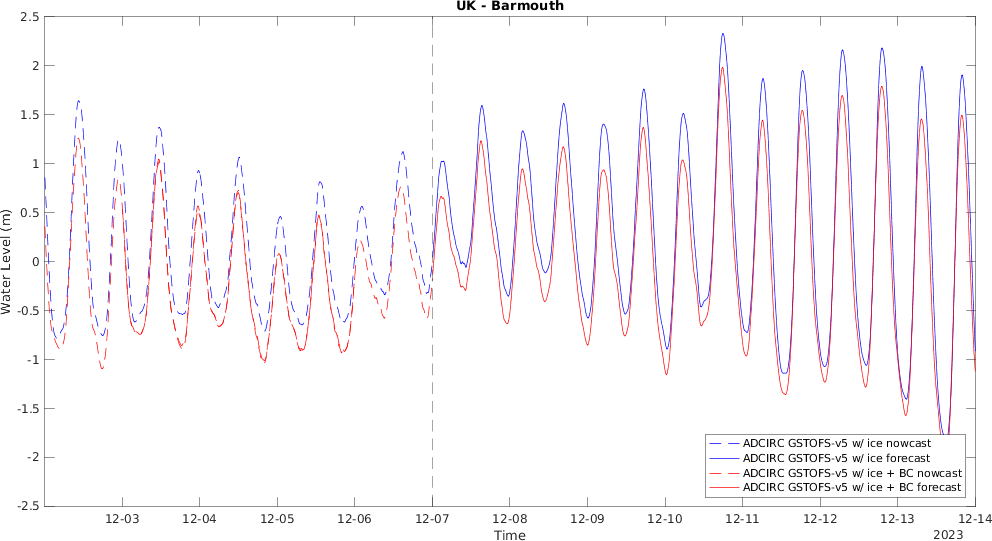 UK - Barmouth
2.5
2
1.5
1
0.5
0
-0.5
-1
-1.5
-2
-2.5
Water Level (m)
ADCIRC GSTOFS-v5 w/ ice nowcast
ADCIRC GSTOFS-v5 w/ ice forecast
ADCIRC GSTOFS-v5 w/ ice + BC nowcast
ADCIRC GSTOFS-v5 w/ ice + BC forecast
12-03 12-04 12-05 12-06 12-07 12-08 12-09 12-10 12-11 12-12 12-13 12-14
Time
2023